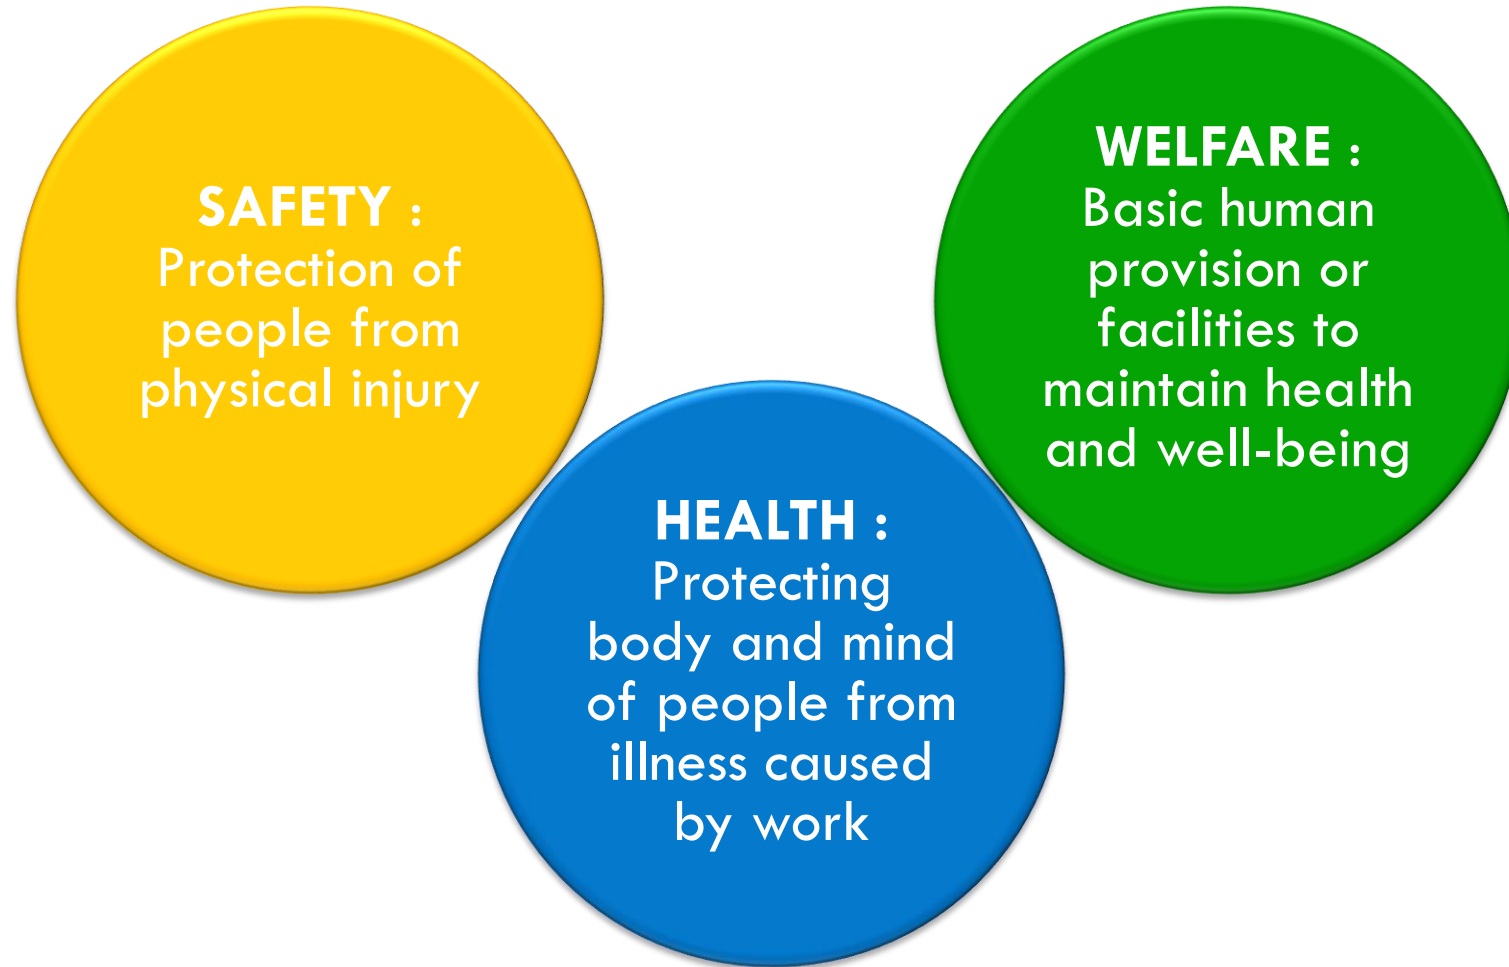 SAFETY :
Protection of
people from
physical injury
HEALTH :
Protecting
body and mind
of people from
illness caused
by work
WELFARE :
Basic human
provision or
facilities to
maintain health
and well-being